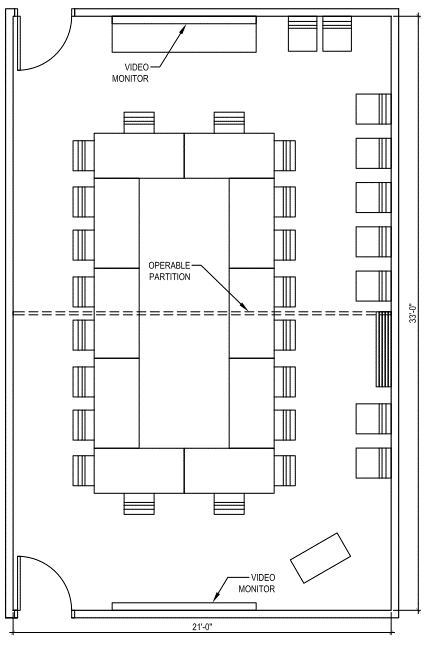 VIDEO
MONITOR
OPERABLE
PARTITION
33'-0"
VIDEO
MONITOR
21'-0"